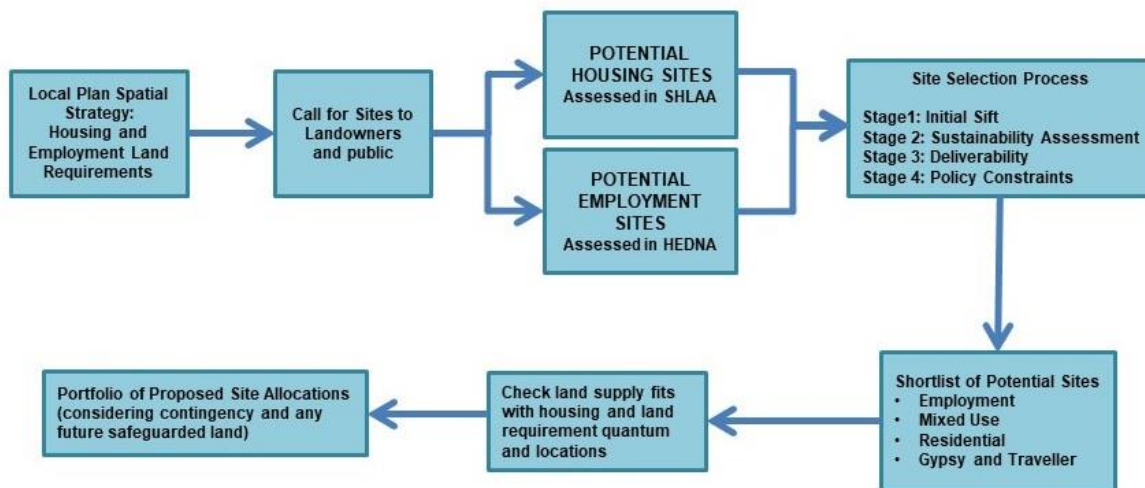 Local Plan Spatial
Strategy:
Housing and
Employment Land
Requirements
Call for Sites to
Landowners
and public
POTENTIAL
HOUSING SITES
Assessed in SHLAA
POTENTIAL
EMPLOYMENT
SITES
Assessed in HEDNA
Site Selection Process
Stage1: Initial Sift
Stage 2: Sustainability Assessment
Stage 3: Deliverability
Stage 4: Policy Constraints
Shortlist of Potential Sites
• Employment
• Mixed Use
• Residential
• Gypsy and Traveller
Check land supply fits
with housing and land
requirement quantum
and locations
Portfolio of Proposed Site Allocations
(considering contingency and any
future safeguarded land)